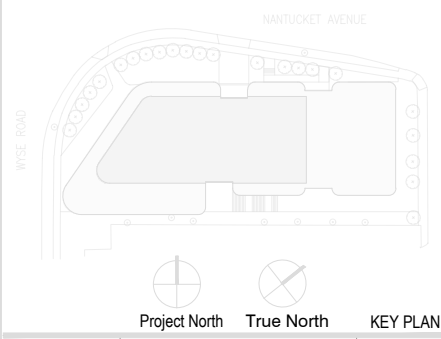 NANTUCKET AVENUE
WYSE ROAD
Project North
True North
KEY PLAN